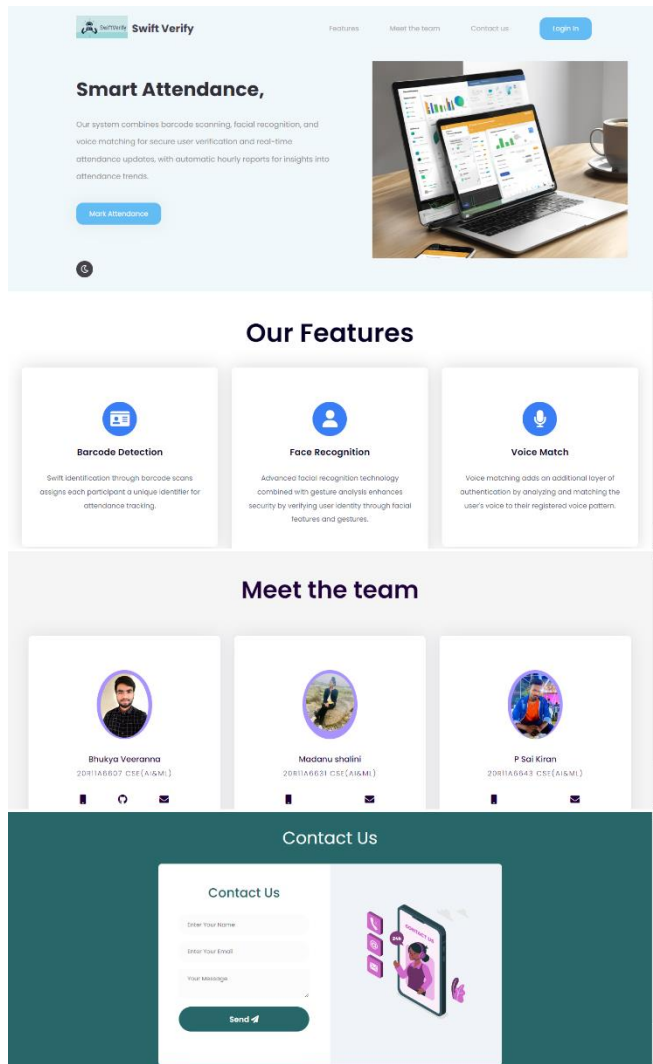 SwiftVerify Swift Verify
Features
Meet the team
Contact us
Login In
Smart Attendance,
Our system combines barcode scanning, facial recognition, and
voice matching for secure user verification and real-time
attendance updates, with automatic hourly reports for insights into
attendance trends.
Mark Attendance
Our Features
Barcode Detection
Swift identification through barcode scans
assigns each participant a unique identifier for
attendance tracking.
Face Recognition
Advanced facial recognition technology
combined with gesture analysis enhances
security by verifying user identity through facial
features and gestures.
Voice Match
Voice matching adds an additional layer of
authentication by analyzing and matching the
user's voice to their registered voice pattern.
Meet the team
Bhukya Veeranna
20R11A6607 CSE(AI&ML)
Madanu shalini
20R11A6631 CSE(AI&ML)
P Sai Kiran
20R11A6643 CSE(AI&ML)
Contact Us
Contact Us
Enter Your Name
Enter Your Email
Your Message
Send
CONTACT US